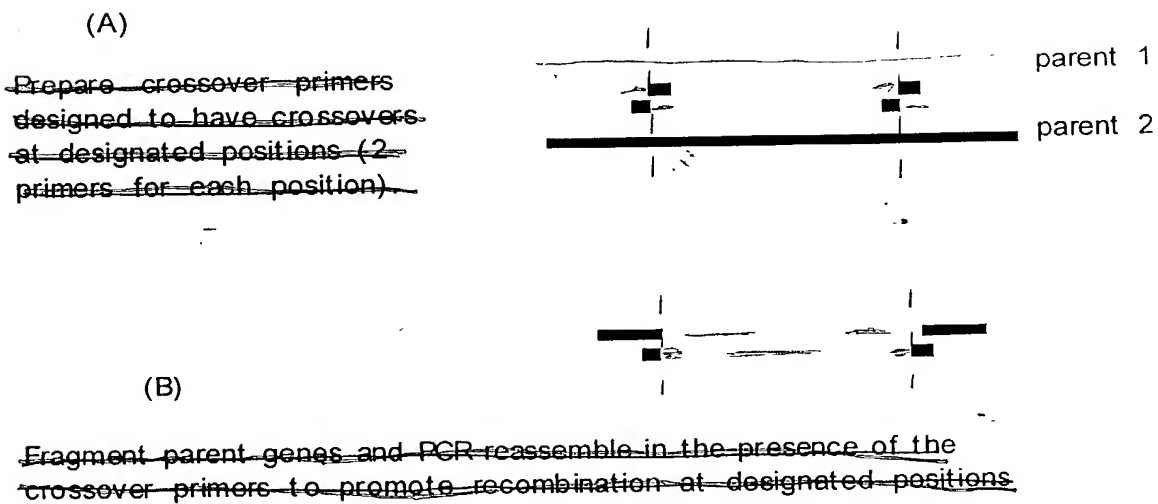 (A)
Prepare crossover primers
designed to have crossovers
at designated positions (2
primers for each position).
parent 1
parent 2
(B)
Fragment parent genes and PCR reassemble in the presence of the
crossover primers to promote recombination at designated positions